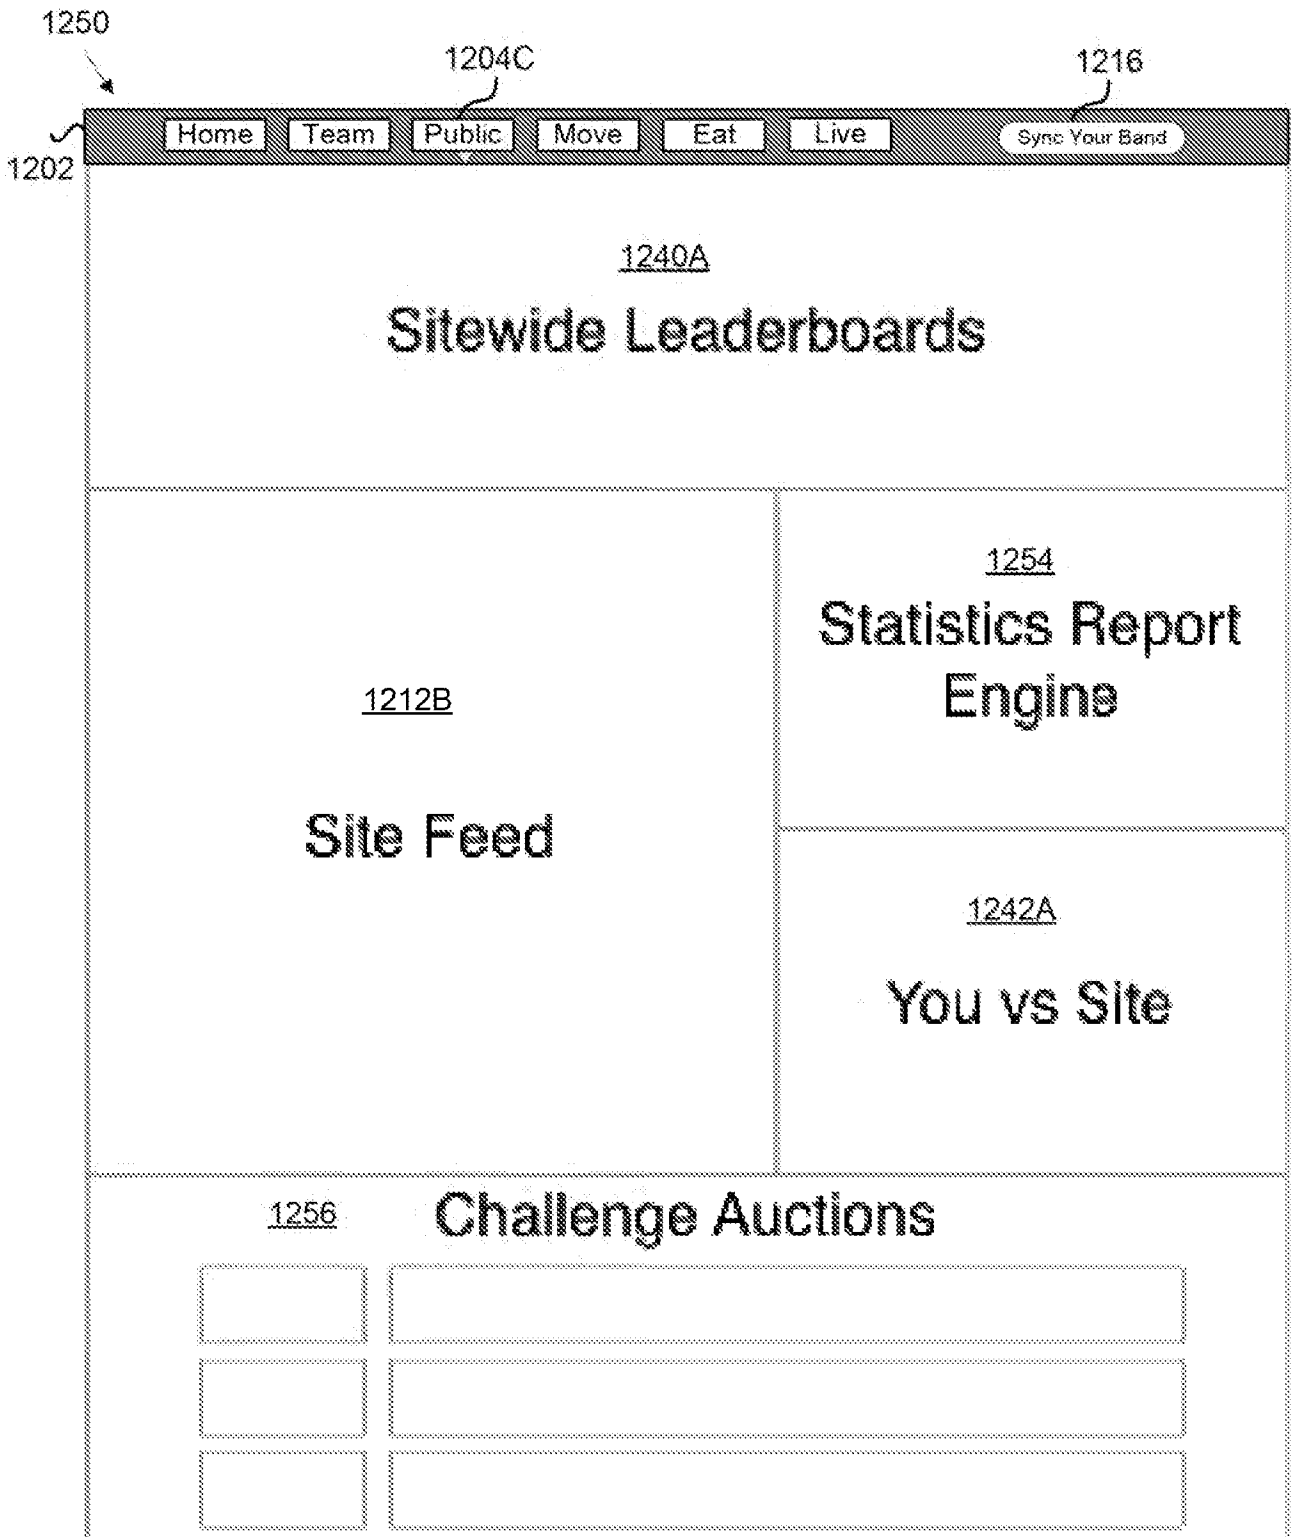 1250
1204C
1216
Home Team Public Move Eat Live Sync Your Band
1202
1240A
Sitewide Leaderboards
1212B
Site Feed
1254
Statistics Report
Engine
1242A
You vs Site
1256 Challenge Auctions